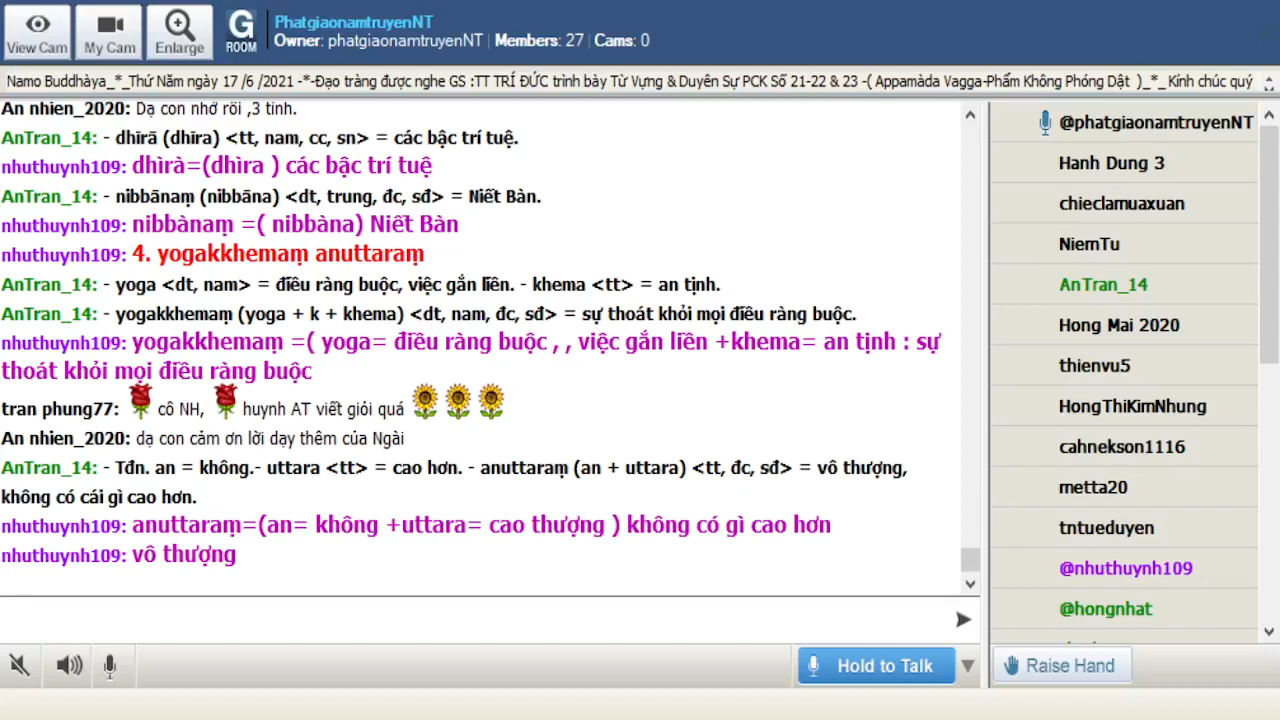 View Cam
My Cam
Enlarge
G
ROOM
PhatgiaonamtruyenNT
Owner: phatgiaonamtruyenNT | Members: 27 | Cams: 0
Namo Buddhàya_*_Thứ Năm ngày 17 /6 /2021 -*-Đạo tràng được nghe GS :TT TRÍ ĐỨC trình bày Từ Vựng & Duyên Sự PCK Số 21-22 & 23 -( Appamàda Vagga-Phẩm Không Phóng Dật )_*_Kính chúc quý
An nhien_2020: Dạ con nhớ rồi ,3 tính.
AnTran_14: - dhīrā (dhīra) <tt, nam, cc, sn> = các bậc trí tuệ.
nhuthuynh109: dhìrà=(dhìra ) các bậc trí tuệ
AnTran_14: - nibbānaṃ (nibbāna) <dt, trung, đc, sđ> = Niết Bàn.
nhuthuynh109: nibbànaṃ =( nibbàna) Niết Bàn
nhuthuynh109: 4. yogakkhemaṃ anuttaraṃ
AnTran_14: - yoga <dt, nam> = điều ràng buộc, việc gắn liền. - khema <tt> = an tịnh.
AnTran_14: - yogakkhemaṃ (yoga + k + khema) <dt, nam, đc, sđ> = sự thoát khỏi mọi điều ràng buộc.
nhuthuynh109: yogakkhemaṃ =( yoga= điều ràng buộc , , việc gắn liền +khema= an tịnh : sự
thoát khỏi mọi điều ràng buộc
tran phung77: cô NH, huynh AT viết giỏi quá
An nhien_2020: dạ con cảm ơn lời dạy thêm của Ngài
AnTran_14: - Tđn. an = không.- uttara <tt> = cao hơn. - anuttaraṃ (an + uttara) <tt, đc, sđ> = vô thượng,
không có cái gì cao hơn.
nhuthuynh109: anuttaraṃ=(an= không +uttara= cao thượng ) không có gì cao hơn
nhuthuynh109: vô thượng
@phatgiaonamtruyenNT
Hanh Dung 3
chieclamuaxuan
NiemTu
AnTran_14
Hong Mai 2020
thienvu5
HongThiKimNhung
cahnekson1116
metta20
tntueduyen
@nhuthuynh109
@hongnhat
Hold to Talk
Raise Hand